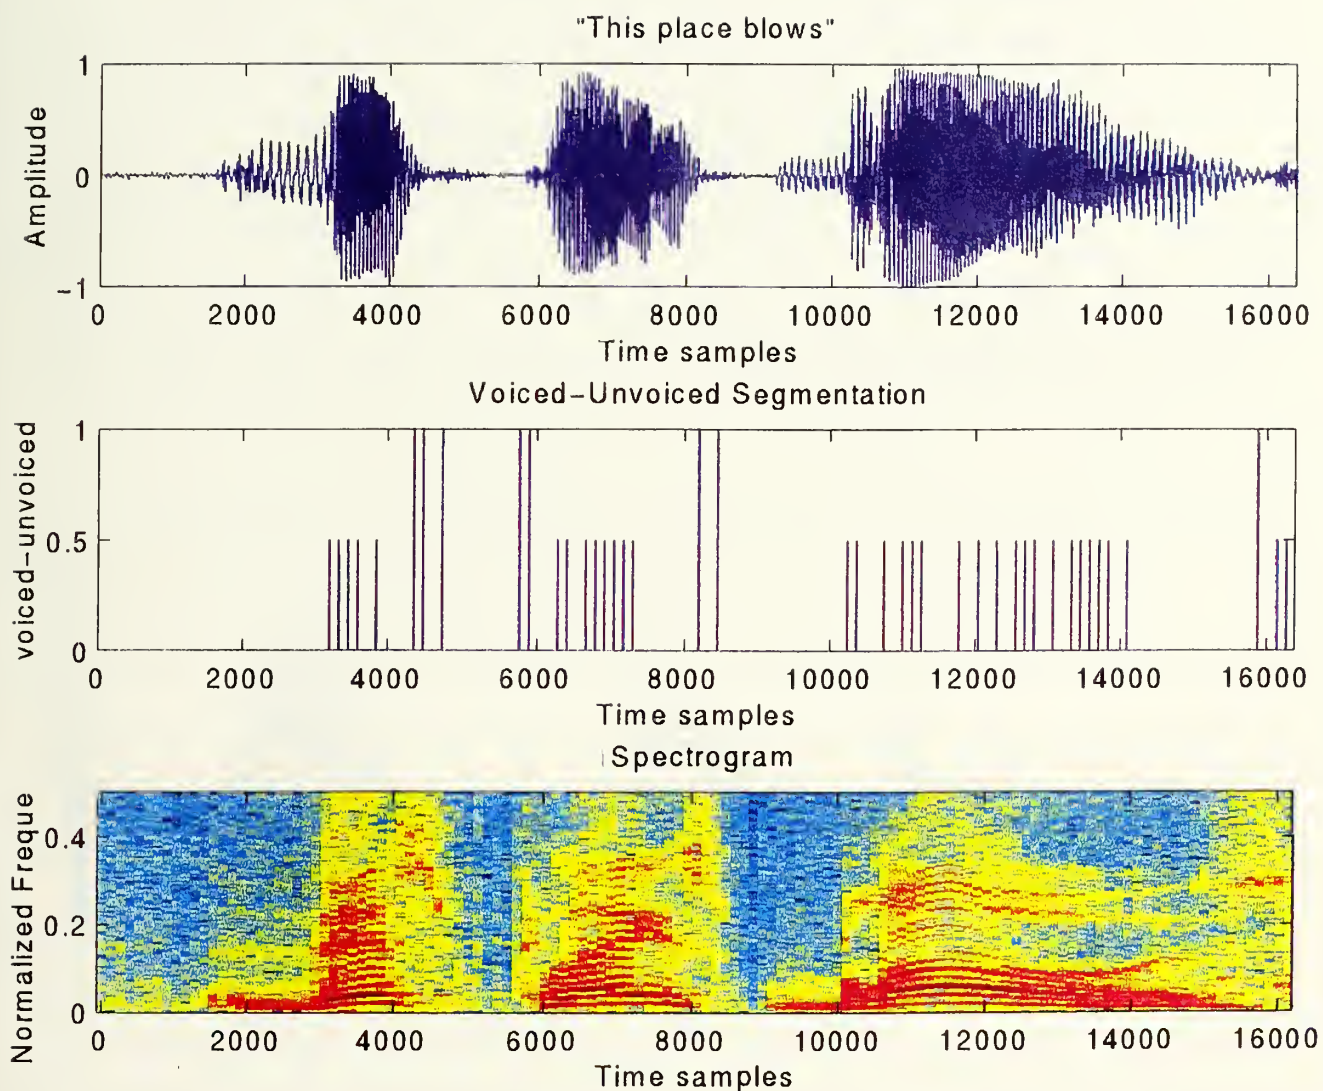 "This place blows"
1
0
−1
Amplitude
0 2000 4000 6000 8000 10000 12000 14000 16000
Time samples
Voiced−Unvoiced Segmentation
1
0.5
0
voiced−unvoiced
0 2000 4000 6000 8000 10000 12000 14000 16000
Time samples
Spectrogram
0.4
0.2
0
Normalized Freque
0 2000 4000 6000 8000 10000 12000 14000 16000
Time samples